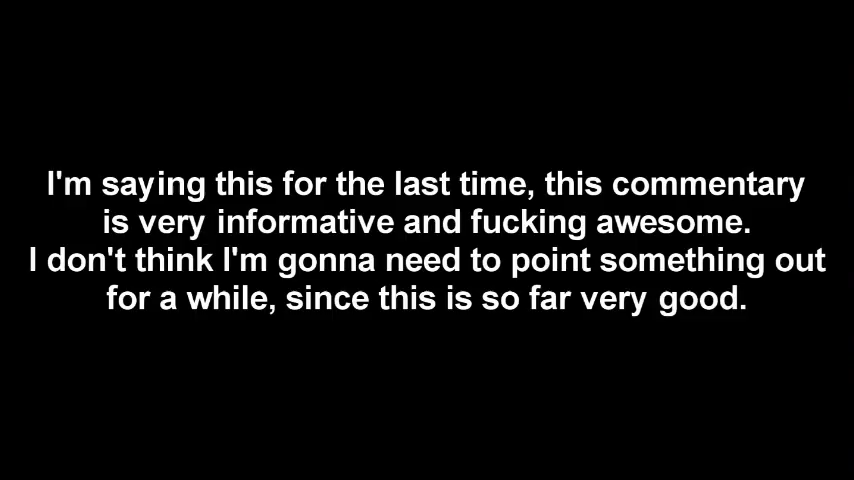 I'm saying this for the last time, this commentary
is very informative and fucking awesome.
I don't think I'm gonna need to point something out
for a while, since this is so far very good.